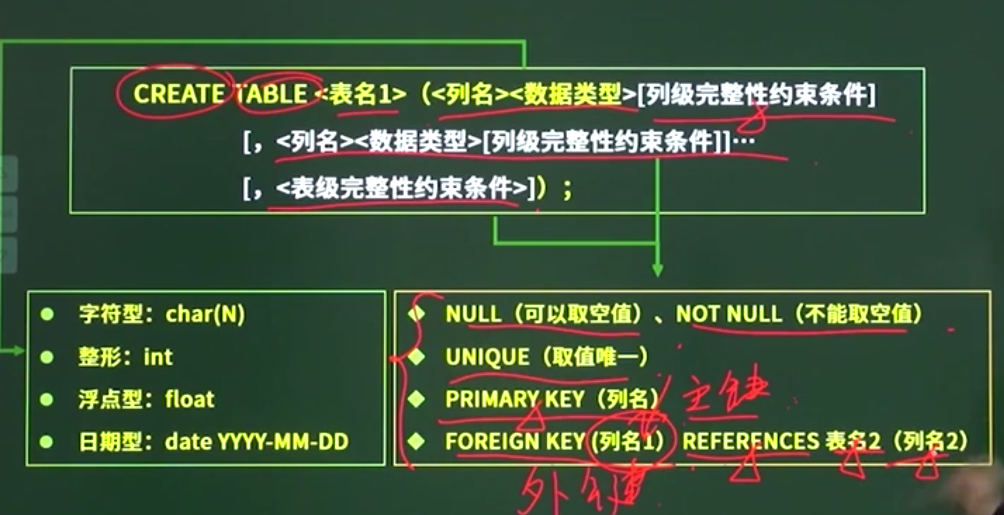 CREATE TABLE <表名1>（<列名><数据类型>[列级完整性约束条件]
[，<列名><数据类型>[列级完整性约束条件]]…
[，<表级完整性约束条件>]）；
字符型：char(N)
整形：int
浮点型：float
日期型：date YYYY-MM-DD
NULL（可以取空值）、NOT NULL（不能取空值）
UNIQUE（取值唯一）
PRIMARY KEY（列名）
主键
FOREIGN KEY (列名1） REFERENCES 表名2（列名2）
外